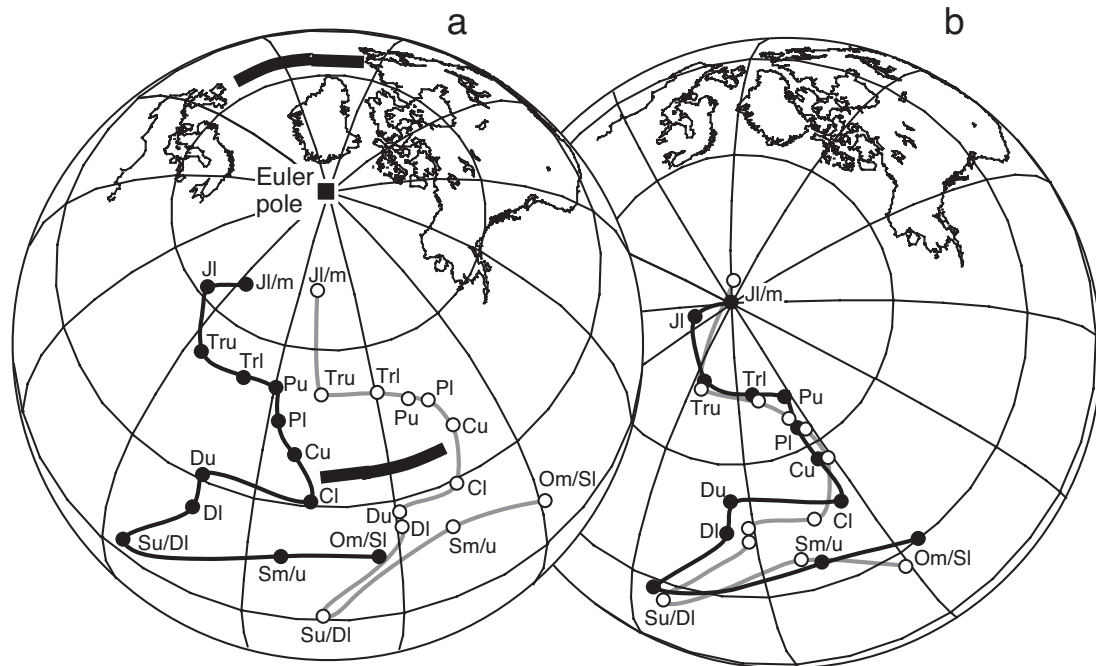 a
b
Euler
pole
Jl
Jl/m
Jl/m
Tru
Trl
Pu
Pl
Cu
Cl
Du
Dl
Su/Dl
Sm/u
Om/Sl
Tru
Trl
Pu
Pl
Cu
Cl
Du
Dl
Su/Dl
Sm/u
Om/Sl
Jl/m
Jl
Tru
Trl
Pu
Pl
Cu
Cl
Du
Dl
Su/Dl
Sm/u
Om/Sl